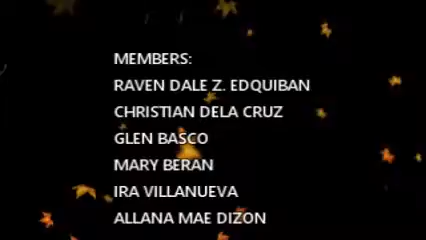 MEMBERS:
RAVEN DALE Z. EDQUIBAN
CHRISTIAN DELA CRUZ
GLEN BASCO
MARY BERAN
IRA VILLANUEVA
ALLANA MAE DIZON